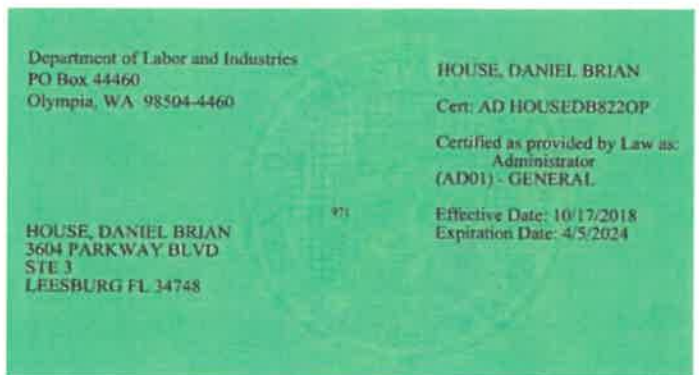 Department of Labor and Industries
PO Box 44460
Olympia, WA 98504-4460
HOUSE, DANIEL BRIAN
3604 PARKWAY BLVD
STE 3
LEESBURG FL 34748
971
HOUSE, DANIEL BRIAN
Cert: AD HOUSEDB822OP
Certified as provided by Law as:
Administrator
(AD01) - GENERAL
Effective Date: 10/17/2018
Expiration Date: 4/5/2024